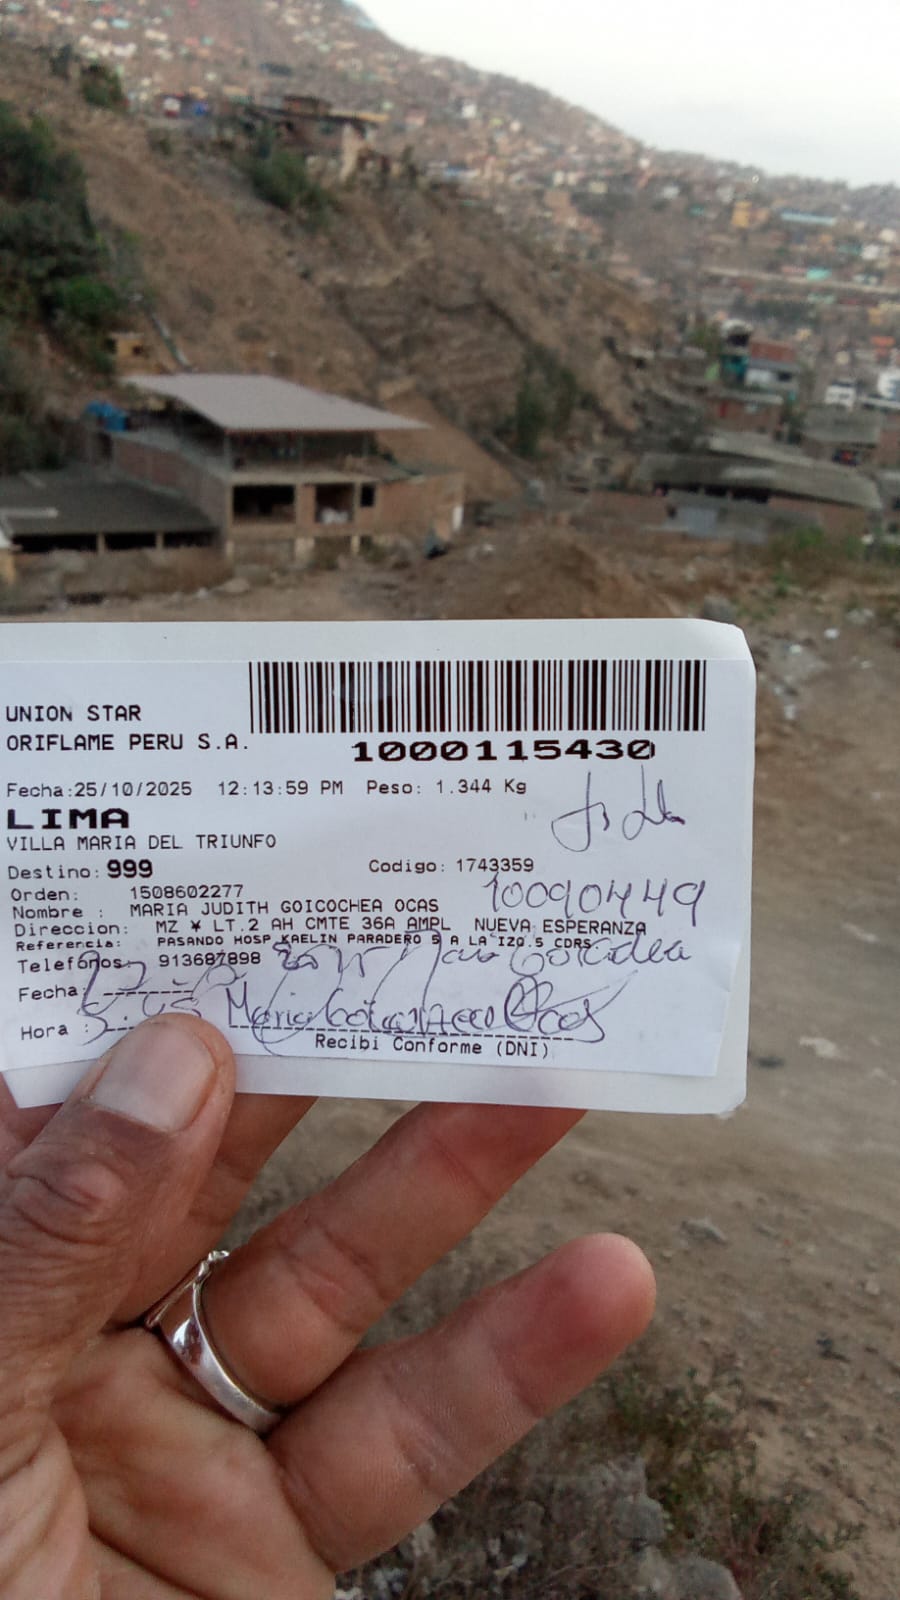 UNION STAR
ORIFLAME PERU S.A.
1000115430
Fecha:25/10/2025 12:13:59 PM Peso: 1.344 Kg
LIMA
VILLA MARIA DEL TRIUNFO
Destino: 999 Codigo: 1743359
Orden: 1508602277
10090449
Nombre : MARIA JUDITH GOICOCHEA OCAS
Direccion: MZ ¥ LT.2 AH CMTE 36A AMPL NUEVA ESPERANZA
Referencia: PASANDO HOSP KAELIN PARADERO 5 A LA IZQ.5 CDRS.
Telefonos: 913687898
Fecha:
Hora : Maria
Recibi Conforme (DNI)